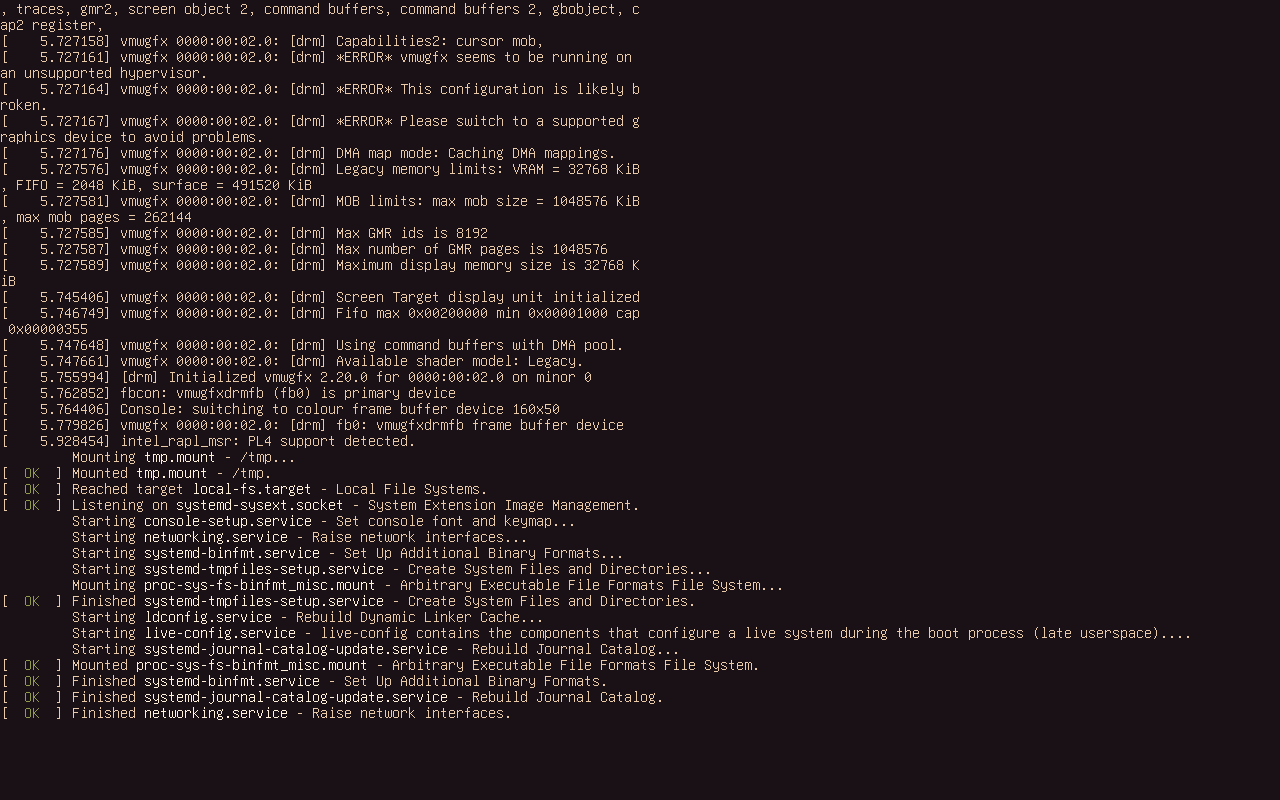 , traces, gmr2, screen object 2, command buffers, command buffers 2, gbobject, c
ap2 register,
[    5.727158] vmwgfx 0000:00:02.0: [drm] Capabilities2: cursor mob,
[    5.727161] vmwgfx 0000:00:02.0: [drm] *ERROR* vmwgfx seems to be running on
an unsupported hypervisor.
[    5.727164] vmwgfx 0000:00:02.0: [drm] *ERROR* This configuration is likely b
roken.
[    5.727167] vmwgfx 0000:00:02.0: [drm] *ERROR* Please switch to a supported g
raphics device to avoid problems.
[    5.727176] vmwgfx 0000:00:02.0: [drm] DMA map mode: Caching DMA mappings.
[    5.727576] vmwgfx 0000:00:02.0: [drm] Legacy memory limits: VRAM = 32768 KiB
, FIFO = 2048 KiB, surface = 491520 KiB
[    5.727581] vmwgfx 0000:00:02.0: [drm] MOB limits: max mob size = 1048576 KiB
, max mob pages = 262144
[    5.727585] vmwgfx 0000:00:02.0: [drm] Max GMR ids is 8192
[    5.727587] vmwgfx 0000:00:02.0: [drm] Max number of GMR pages is 1048576
[    5.727589] vmwgfx 0000:00:02.0: [drm] Maximum display memory size is 32768 K
iB
[    5.745406] vmwgfx 0000:00:02.0: [drm] Screen Target display unit initialized
[    5.746749] vmwgfx 0000:00:02.0: [drm] Fifo max 0x00200000 min 0x00001000 cap
 0x00000355
[    5.747648] vmwgfx 0000:00:02.0: [drm] Using command buffers with DMA pool.
[    5.747661] vmwgfx 0000:00:02.0: [drm] Available shader model: Legacy.
[    5.755994] [drm] Initialized vmwgfx 2.20.0 for 0000:00:02.0 on minor 0
[    5.762852] fbcon: vmwgfxdrmfb (fb0) is primary device
[    5.764406] Console: switching to colour frame buffer device 160x50
[    5.779826] vmwgfx 0000:00:02.0: [drm] fb0: vmwgfxdrmfb frame buffer device
[    5.928454] intel_rapl_msr: PL4 support detected.
         Mounting tmp.mount - /tmp...
[  OK  ] Mounted tmp.mount - /tmp.
[  OK  ] Reached target local-fs.target - Local File Systems.
[  OK  ] Listening on systemd-sysext.socket - System Extension Image Management.
         Starting console-setup.service - Set console font and keymap...
         Starting networking.service - Raise network interfaces...
         Starting systemd-binfmt.service - Set Up Additional Binary Formats...
         Starting systemd-tmpfiles-setup.service - Create System Files and Directories...
         Mounting proc-sys-fs-binfmt_misc.mount - Arbitrary Executable File Formats File System...
[  OK  ] Finished systemd-tmpfiles-setup.service - Create System Files and Directories.
         Starting ldconfig.service - Rebuild Dynamic Linker Cache...
         Starting live-config.service - live-config contains the components that configure a live system during the boot process (late userspace)....
         Starting systemd-journal-catalog-update.service - Rebuild Journal Catalog...
[  OK  ] Mounted proc-sys-fs-binfmt_misc.mount - Arbitrary Executable File Formats File System.
[  OK  ] Finished systemd-binfmt.service - Set Up Additional Binary Formats.
[  OK  ] Finished systemd-journal-catalog-update.service - Rebuild Journal Catalog.
[  OK  ] Finished networking.service - Raise network interfaces.